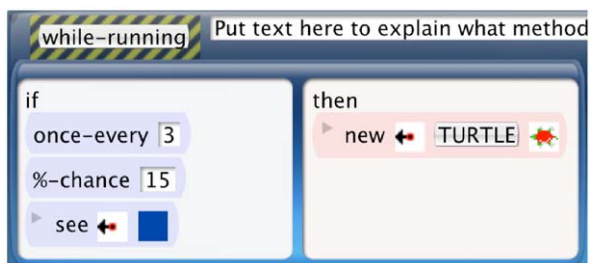 while-running Put text here to explain what method
if
once-every 3
%-chance 15
see
then
new TURTLE